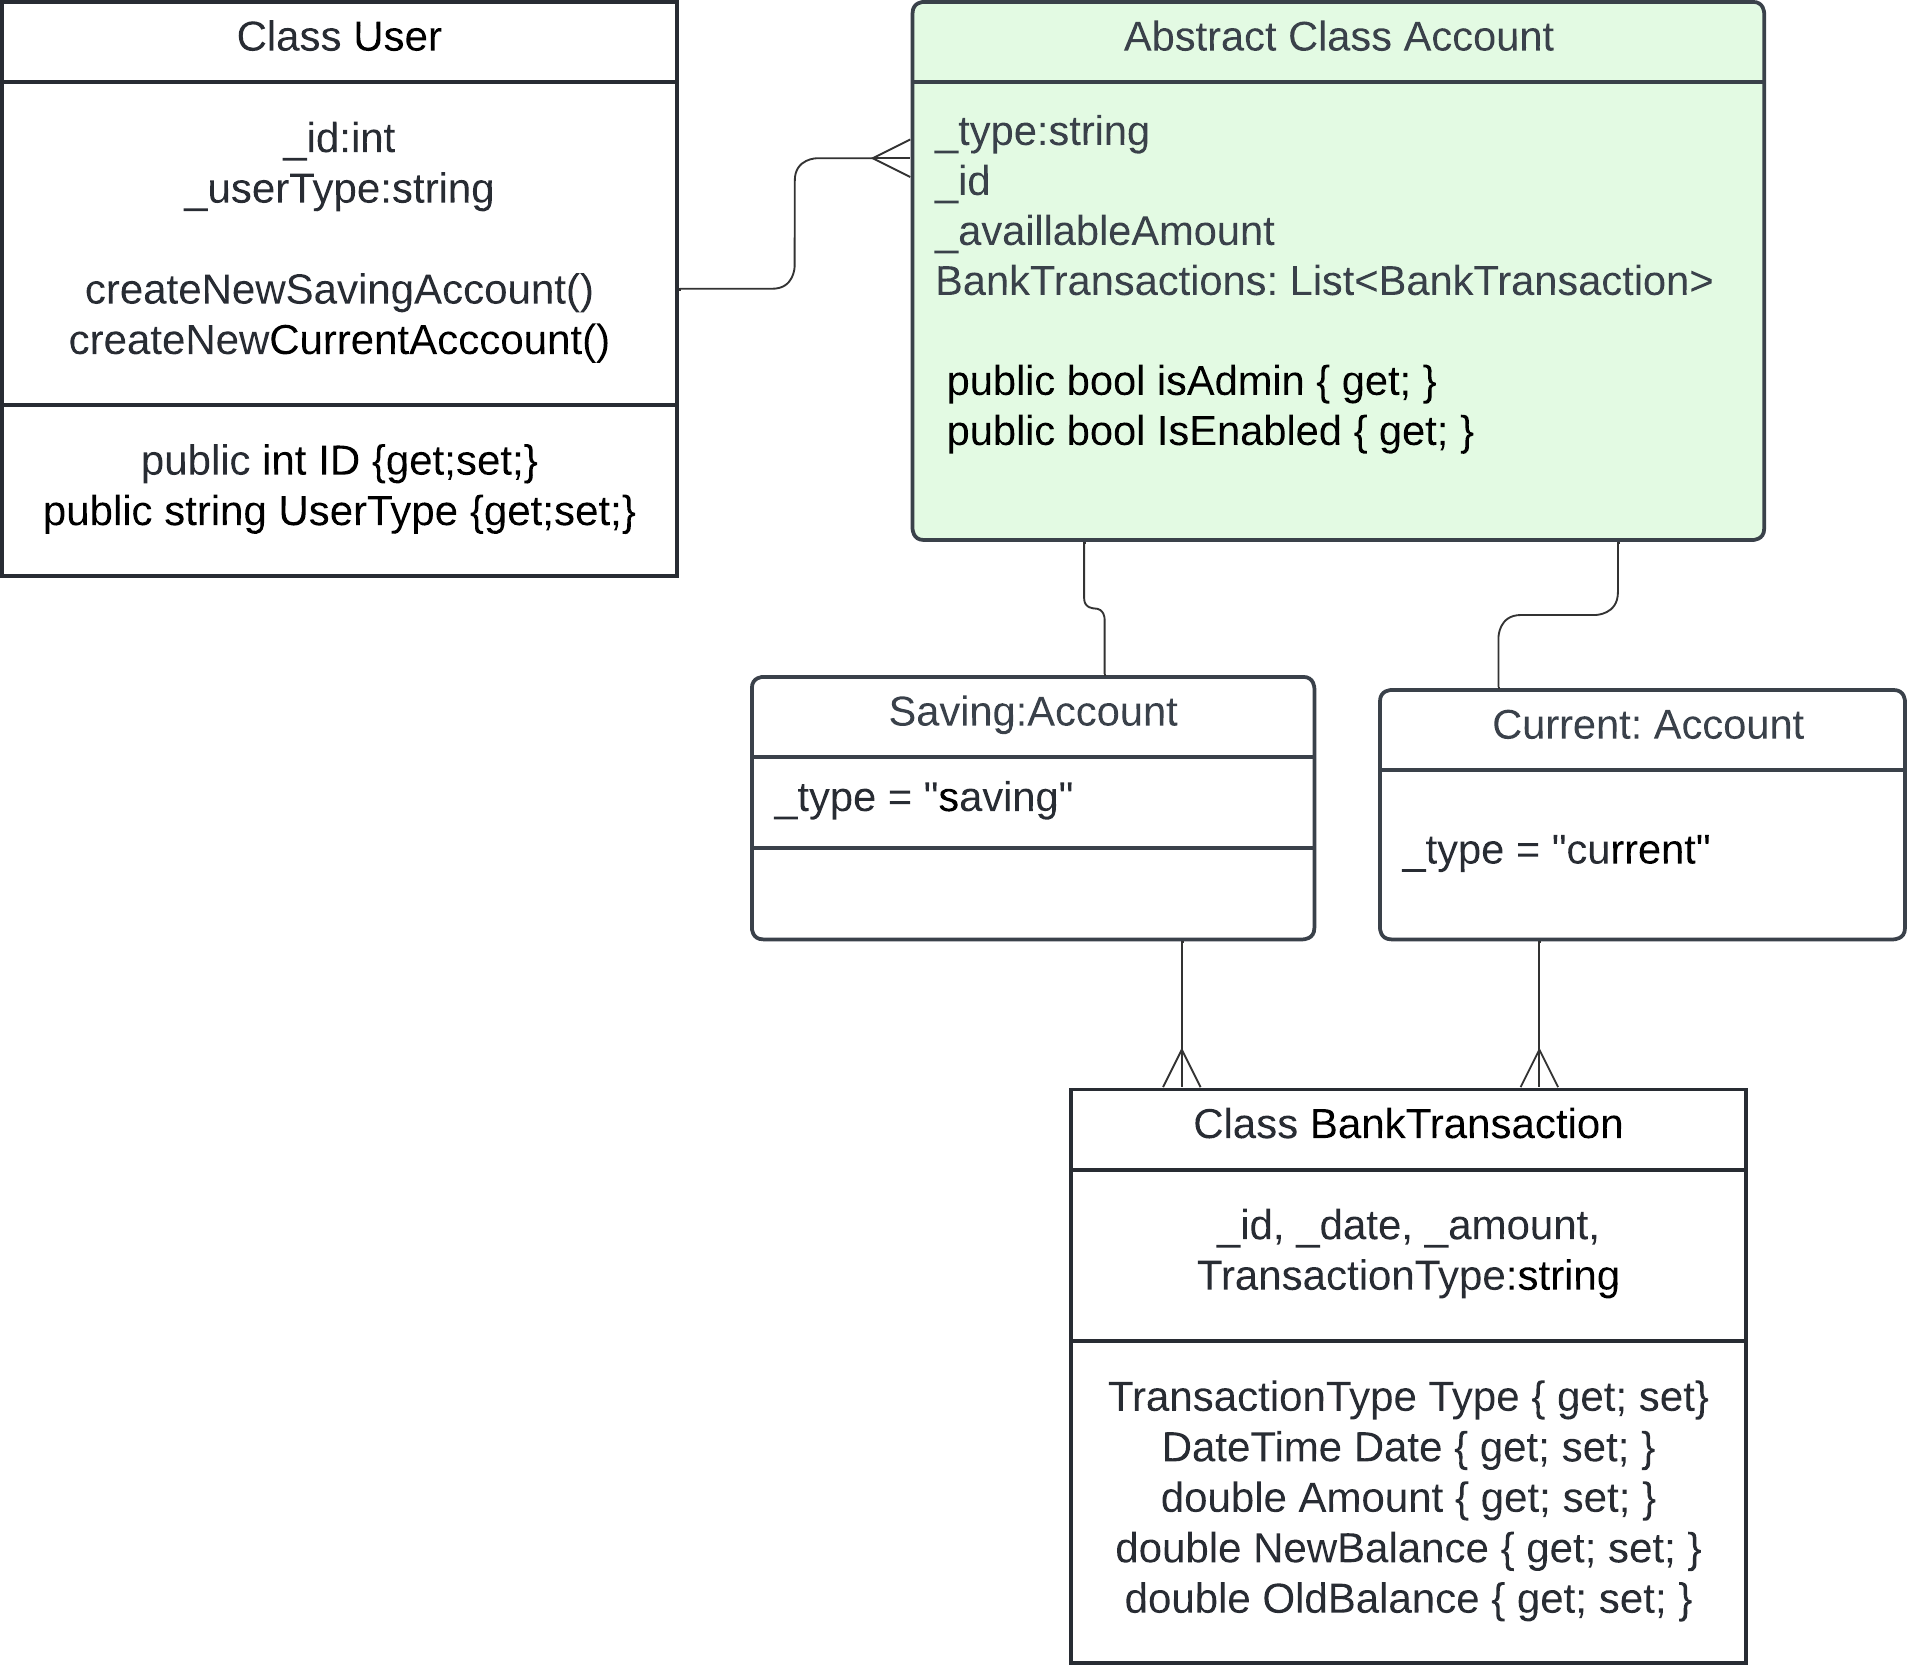 Class User
_id:int
_userType:string
createNewSavingAccount()
createNewCurrentAcccount()
public int ID {get;set;}
public string UserType {get;set;}
Abstract Class Account
_type:string
_id
_availlableAmount
BankTransactions: List<BankTransaction>
public bool isAdmin { get; }
public bool IsEnabled { get; }
Saving:Account
_type = "saving"
Current: Account
_type = "current"
Class BankTransaction
_id, _date, _amount,
TransactionType:string
TransactionType Type { get; set}
DateTime Date { get; set; }
double Amount { get; set; }
double NewBalance { get; set; }
double OldBalance { get; set; }